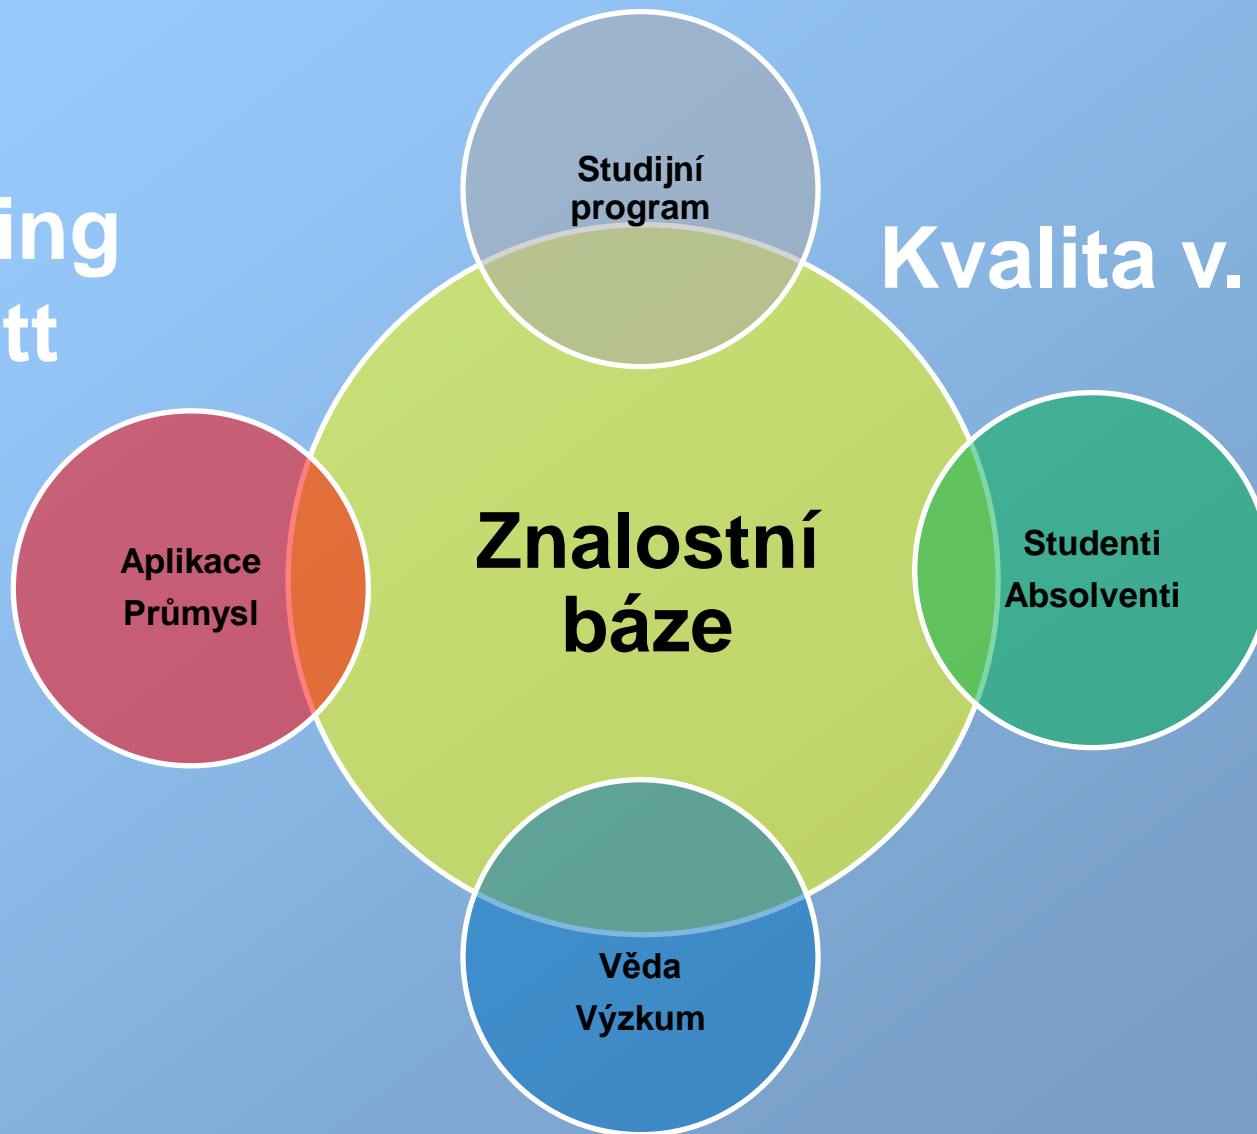 Studijní
program
ing
tt
Kvalita v.
Znalostní
báze
Aplikace
Průmysl
Studenti
Absolventi
Věda
Výzkum